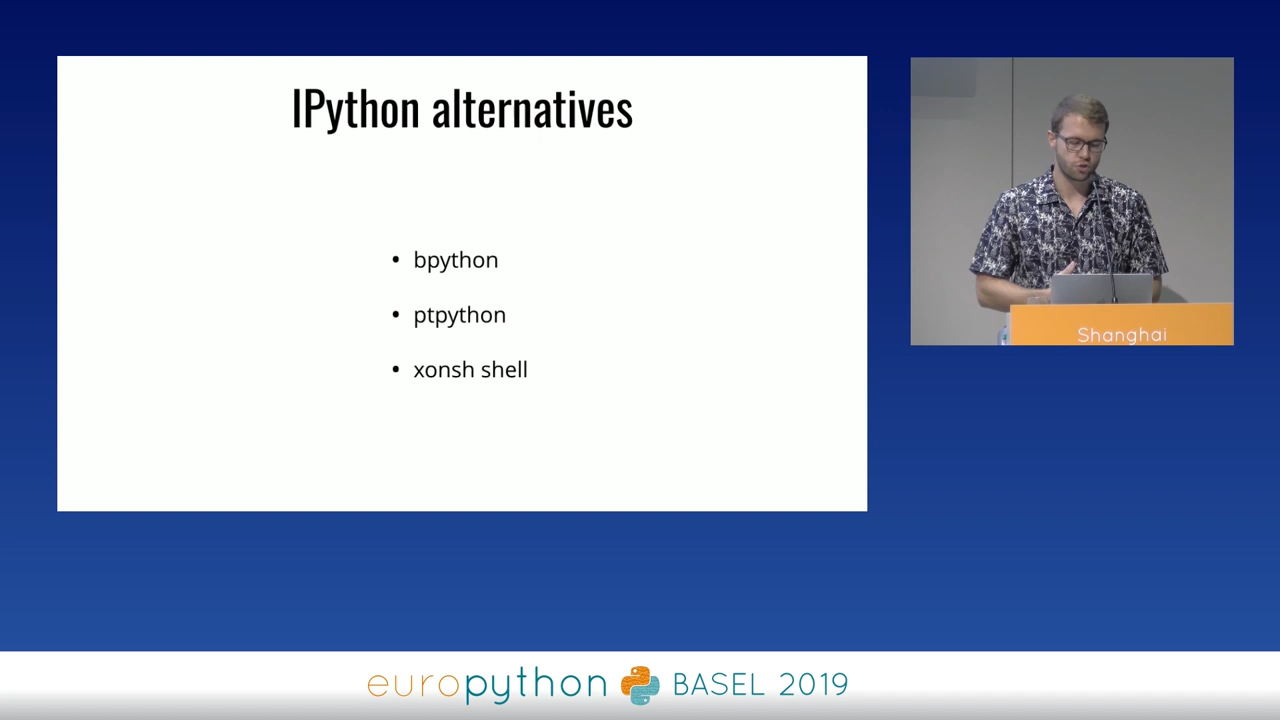 IPython alternatives
• bpython
• ptpython
• xonsh shell
Shanghai
europython BASEL 2019